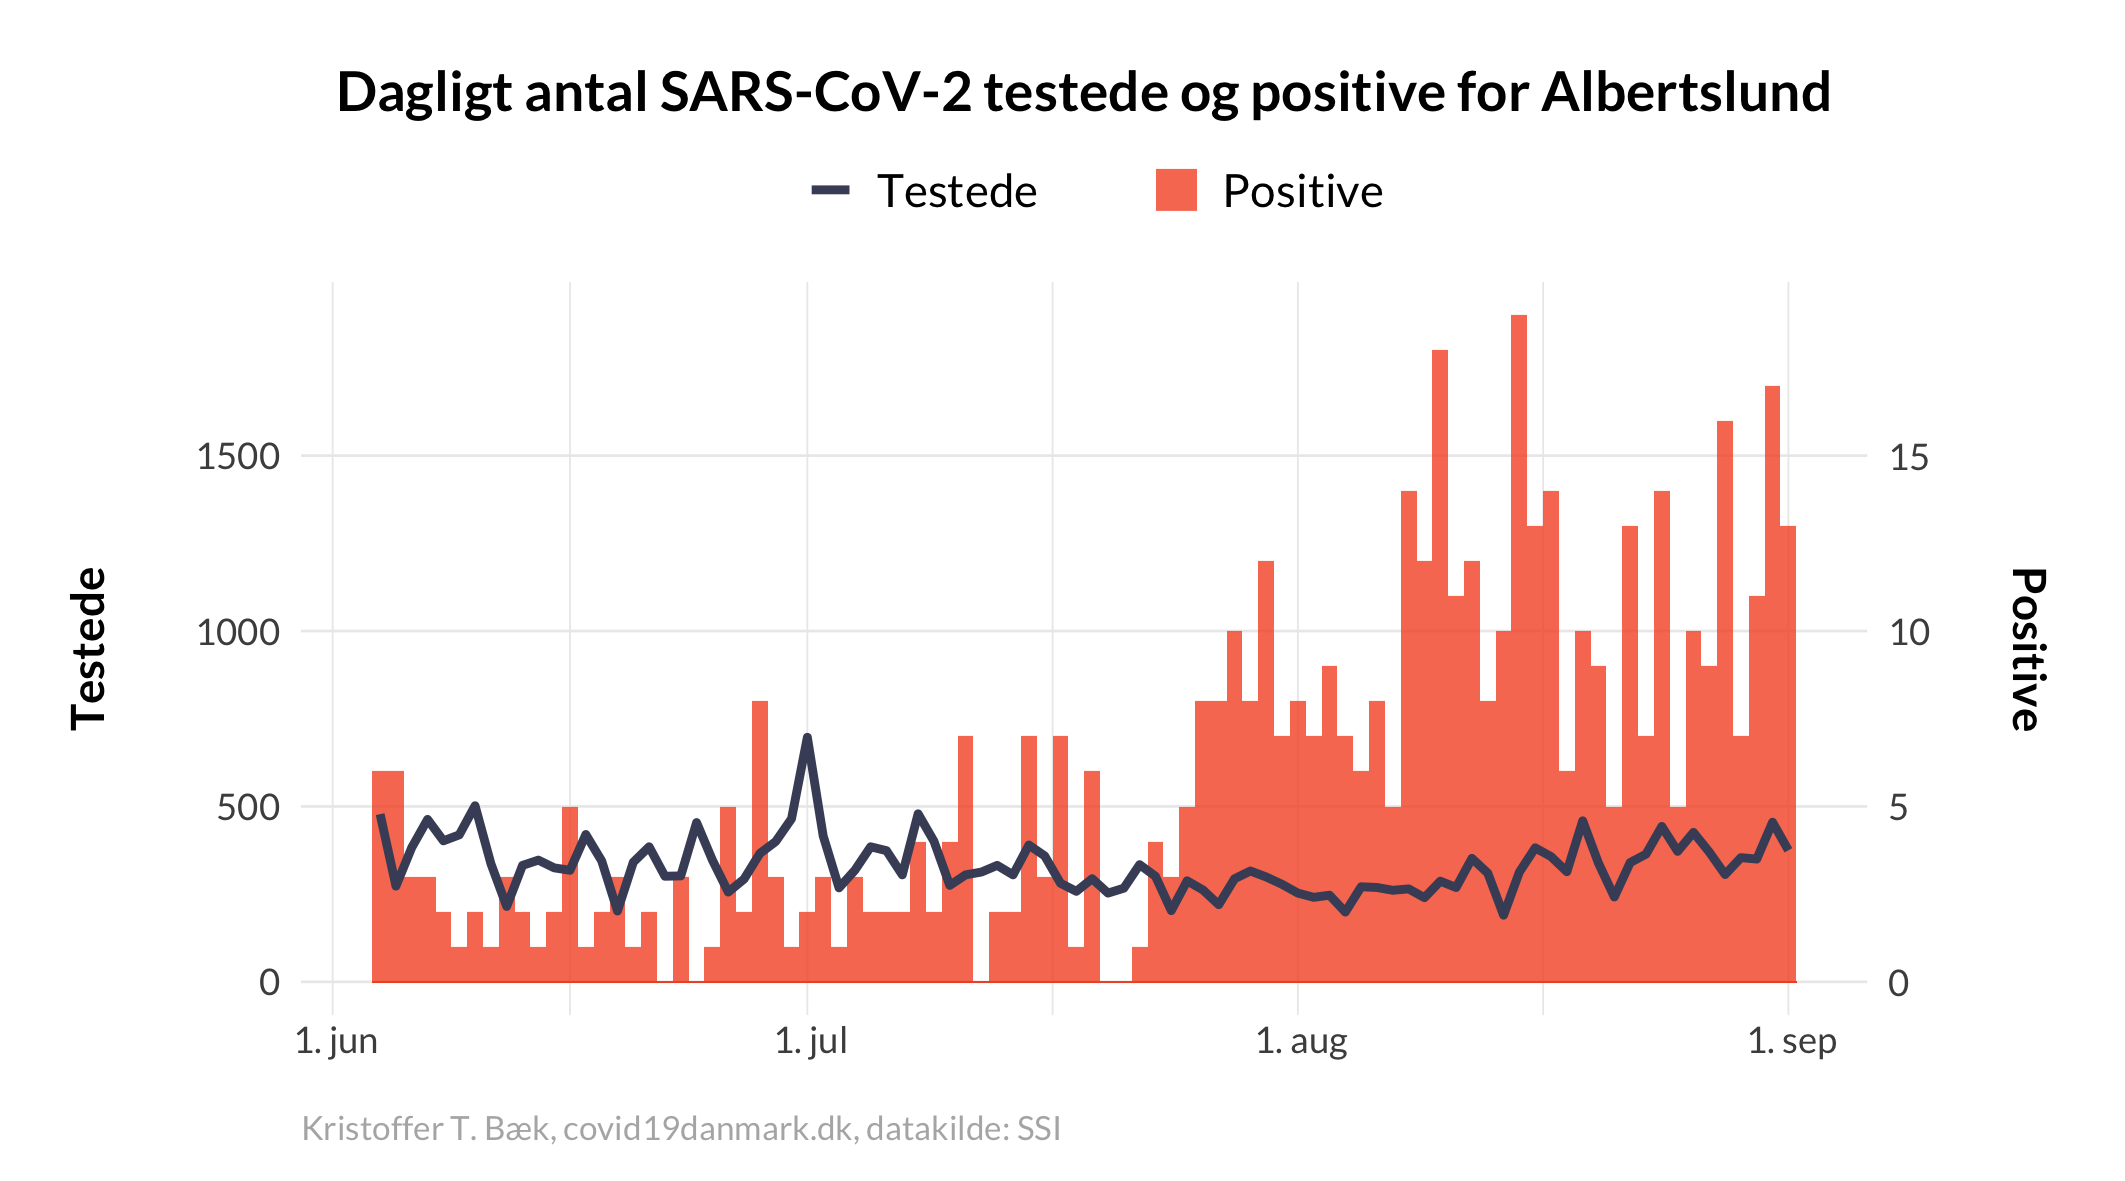 Dagligt antal SARS-CoV-2 testede og positive for Albertslund
Testede
Positive
Testede
1500
1000
500
0
15
10
5
0
Positive
1. jun
1. jul
1. aug
1. sep
Kristoffer T. Bæk, covid19danmark.dk, datakilde: SSI